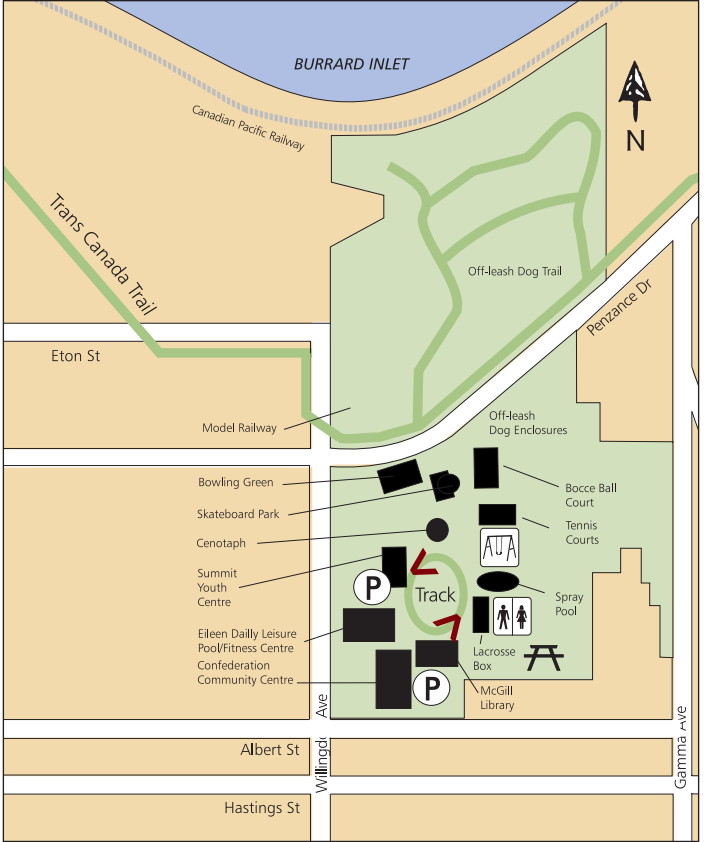 BURRARD INLET
Canadian Pacific Railway
N
Trans Canada Trail
Off-leash Dog Trail
Penzance Dr
Eton St
Model Railway
Off-leash
Dog Enclosures
Bowling Green
Bocce Ball
Court
Skateboard Park
Tennis
Courts
Cenotaph
Summit
Youth
Centre
P
Track
Spray
Pool
Eileen Dailly Leisure
Pool/Fitness Centre
Lacrosse
Box
Confederation
Community Centre
P
McGill
Library
Willingdo Ave
Gamma Ave
Albert St
Hastings St